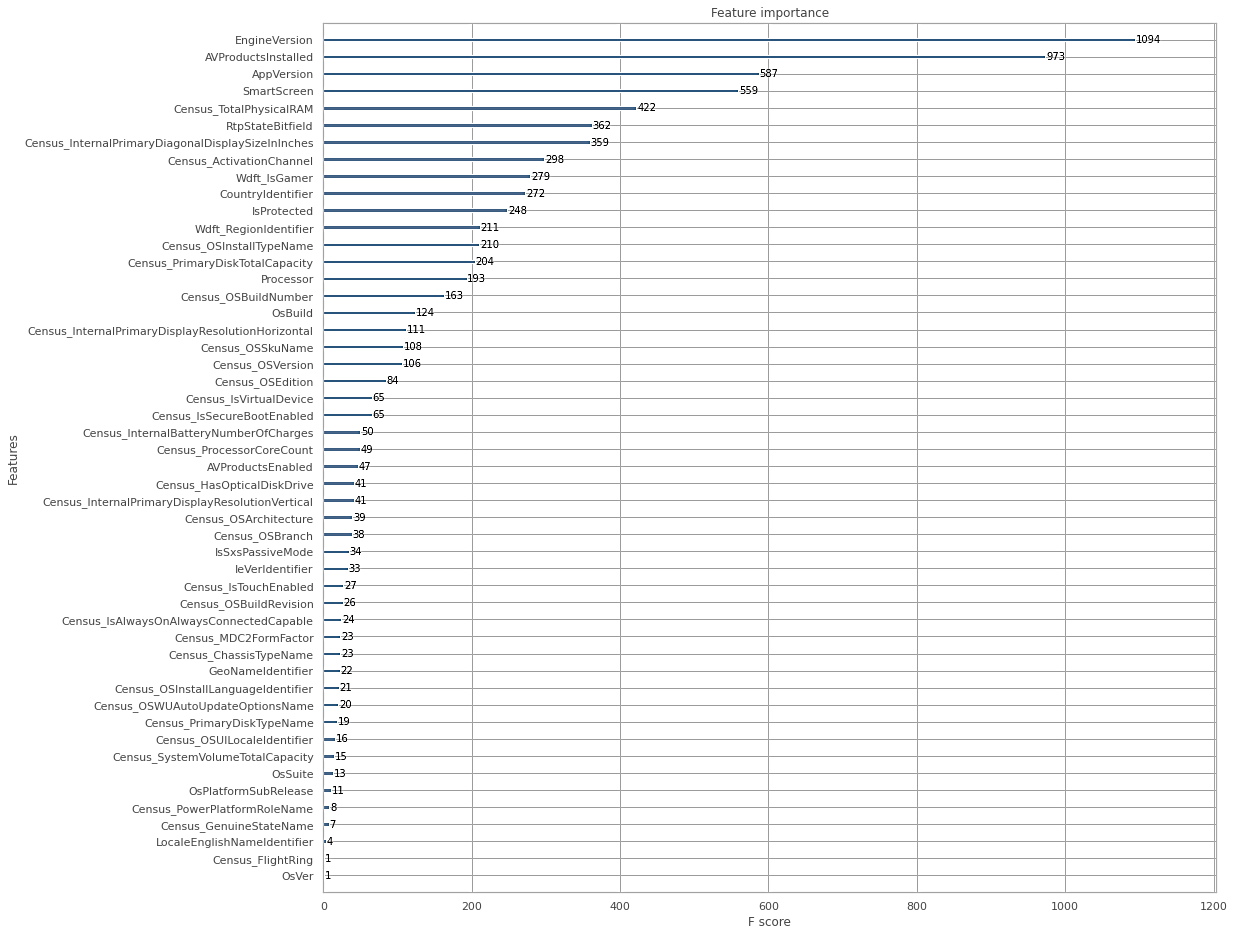 Feature importance
EngineVersion 1094
AVProductsInstalled 973
AppVersion 587
SmartScreen 559
Census_TotalPhysicalRAM 422
RtpStateBitfield 362
Census_InternalPrimaryDiagonalDisplaySizeInInches 359
Census_ActivationChannel 298
Wdft_IsGamer 279
CountryIdentifier 272
IsProtected 248
Wdft_RegionIdentifier 211
Census_OSInstallTypeName 210
Census_PrimaryDiskTotalCapacity 204
Processor 193
Census_OSBuildNumber 163
OsBuild 124
Census_InternalPrimaryDisplayResolutionHorizontal 111
Census_OSSkuName 108
Census_OSVersion 106
Census_OSEdition 84
Census_IsVirtualDevice 65
Census_IsSecureBootEnabled 65
Census_InternalBatteryNumberOfCharges 50
Census_ProcessorCoreCount 49
AVProductsEnabled 47
Census_HasOpticalDiskDrive 41
Census_InternalPrimaryDisplayResolutionVertical 41
Census_OSArchitecture 39
Census_OSBranch 38
IsSxsPassiveMode 34
IeVerIdentifier 33
Census_IsTouchEnabled 27
Census_OSBuildRevision 26
Census_IsAlwaysOnAlwaysConnectedCapable 24
Census_MDC2FormFactor 23
Census_ChassisTypeName 23
GeoNameIdentifier 22
Census_OSInstallLanguageIdentifier 21
Census_OSWUAutoUpdateOptionsName 20
Census_PrimaryDiskTypeName 19
Census_OSUILocaleIdentifier 16
Census_SystemVolumeTotalCapacity 15
OsSuite 13
OsPlatformSubRelease 11
Census_PowerPlatformRoleName 8
Census_GenuineStateName 7
LocaleEnglishNameIdentifier 4
Census_FlightRing 1
OsVer 1
Features
0 200 400 600 800 1000 1200
F score